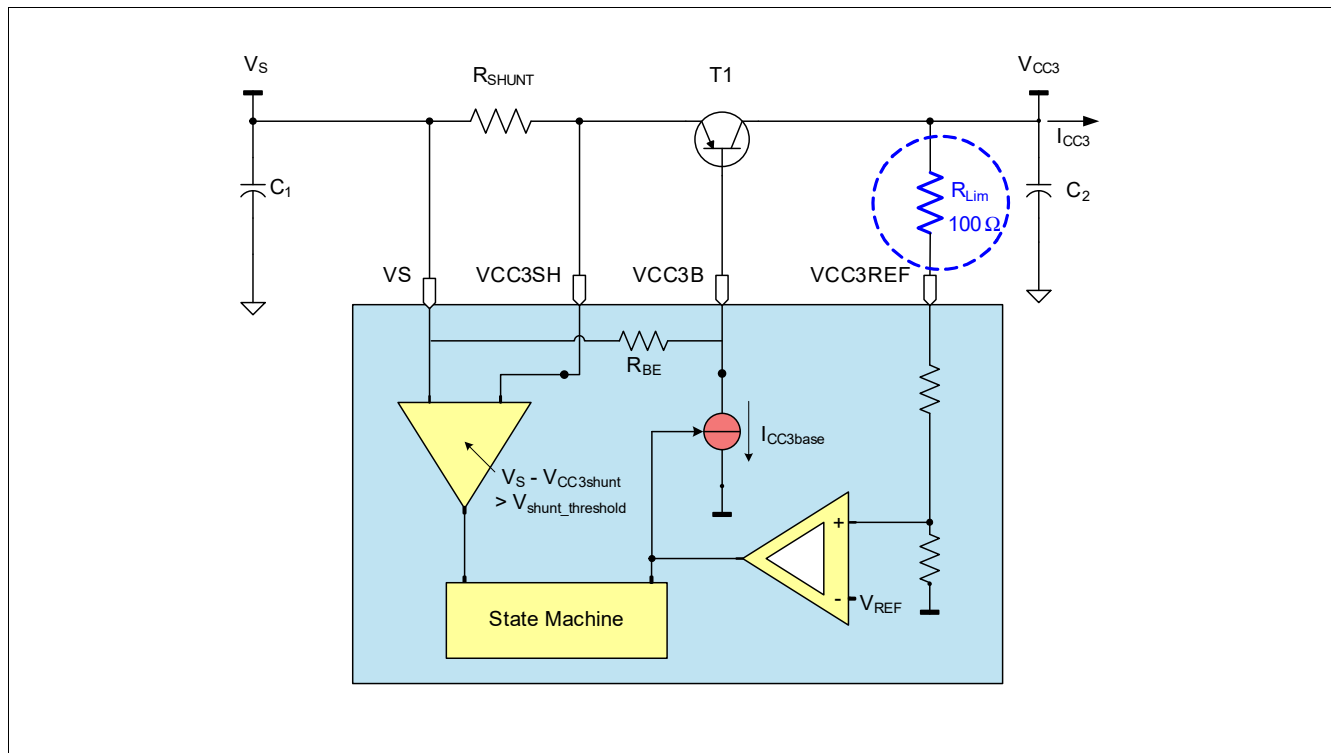 VS
RSHUNT
T1
VCC3
ICC3
C1
RLim
100 Ω
C2
VS
VCC3SH
VCC3B
VCC3REF
RBE
ICC3base
VS - VCC3shunt
> Vshunt_threshold
+
-
VREF
State Machine